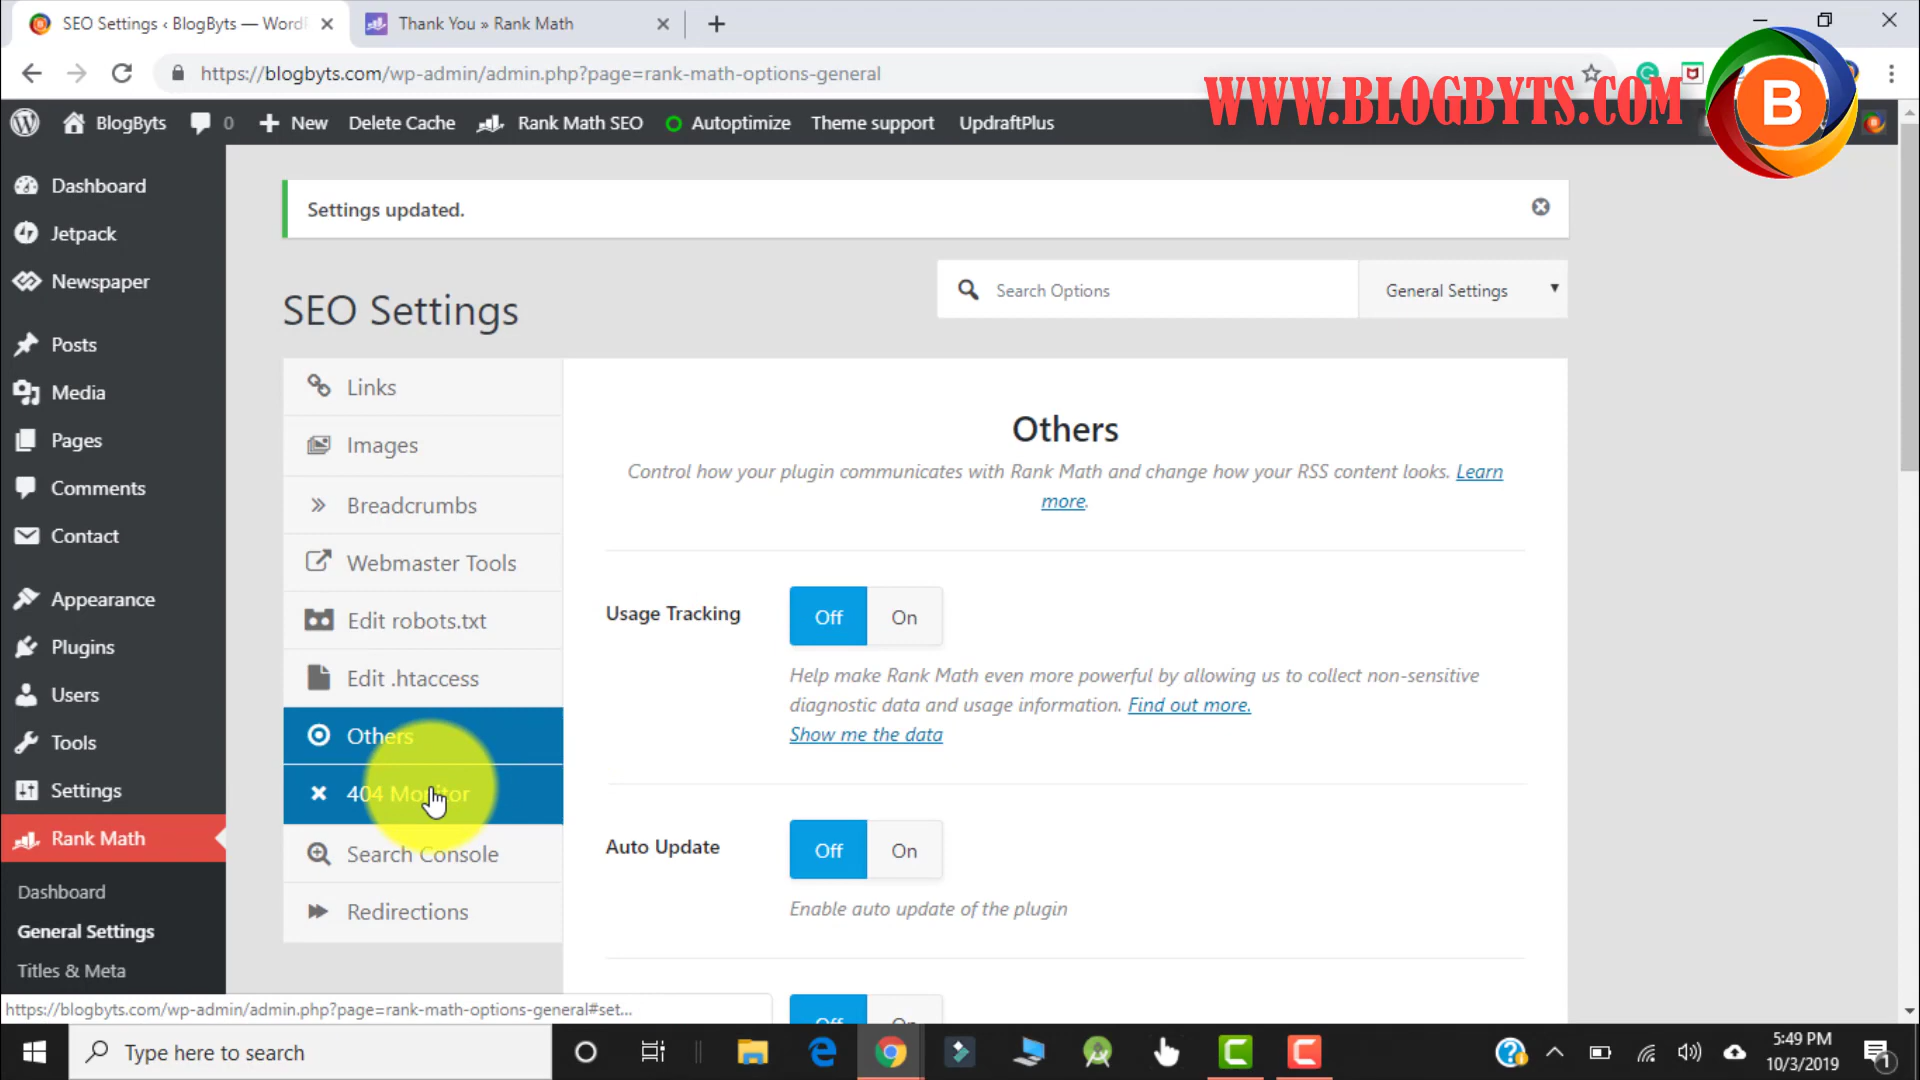 SEO Settings ‹ BlogByts — WordP
Thank You » Rank Math
https://blogbyts.com/wp-admin/admin.php?page=rank-math-options-general
WWW.BLOGBYTS.COM
B
BlogByts
0
New
Delete Cache
Rank Math SEO
Autoptimize
Theme support
UpdraftPlus
Dashboard
Jetpack
Newspaper
Posts
Media
Pages
Comments
Contact
Appearance
Plugins
Users
Tools
Settings
Rank Math
Dashboard
General Settings
Titles & Meta
Settings updated.
SEO Settings
Search Options
General Settings
Links
Images
Breadcrumbs
Webmaster Tools
Edit robots.txt
Edit .htaccess
Others
404 Monitor
Search Console
Redirections
Others
Control how your plugin communicates with Rank Math and change how your RSS content looks. Learn
more.
Usage Tracking
Off On
Help make Rank Math even more powerful by allowing us to collect non-sensitive
diagnostic data and usage information. Find out more.
Show me the data
Auto Update
Off On
Enable auto update of the plugin
Off On
https://blogbyts.com/wp-admin/admin.php?page=rank-math-options-general#set...
Type here to search
5:49 PM
10/3/2019
1